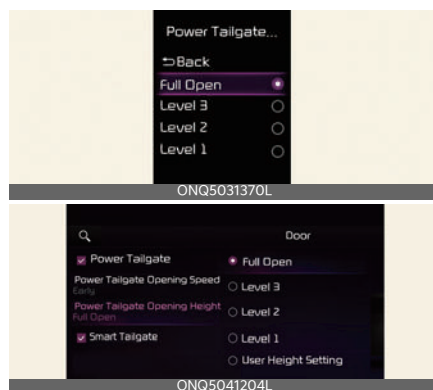 Power Tailgate...
Back
Full Open
Level 3
Level 2
Level 1
ONQ5031370L
Door
Power Tailgate
Power Tailgate Opening Speed
Early
Power Tailgate Opening Height
Full Open
Smart Tailgate
Full Open
Level 3
Level 2
Level 1
User Height Setting
ONQ5041204L